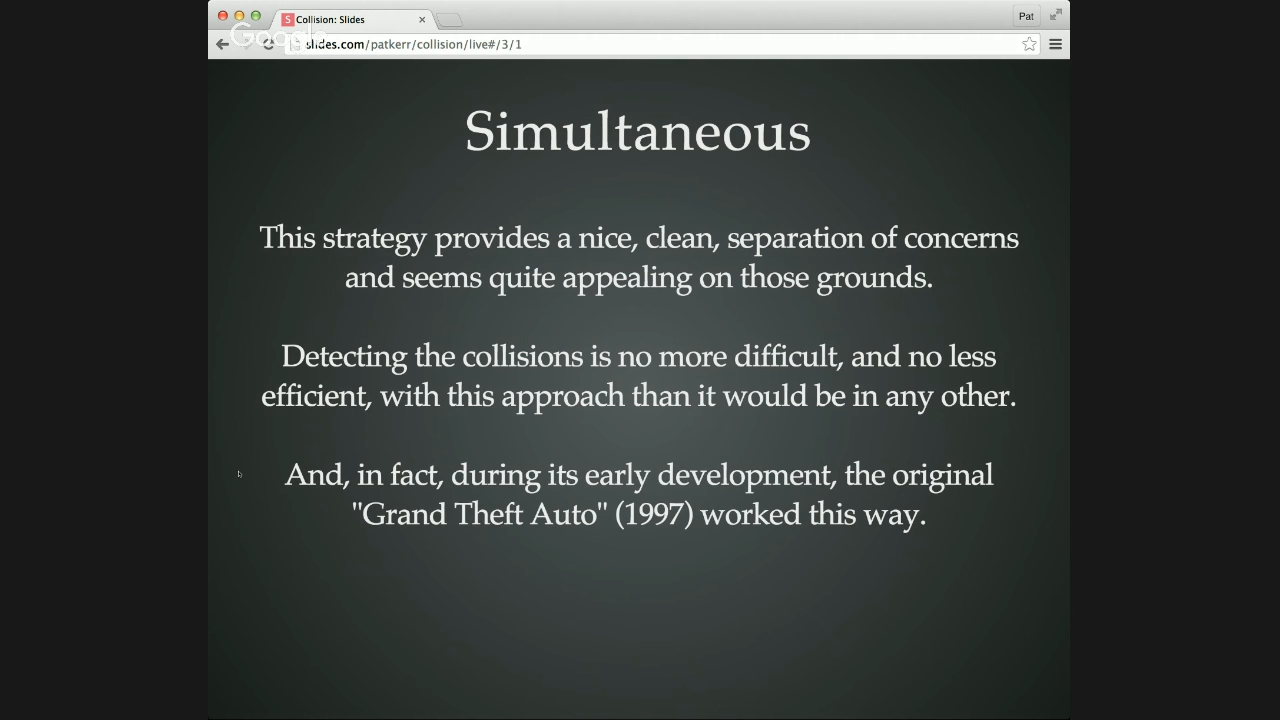 Collision: Slides
Pat
Google
slides.com/patkerr/collision/live#/3/1
Simultaneous
This strategy provides a nice, clean, separation of concerns
and seems quite appealing on those grounds.
Detecting the collisions is no more difficult, and no less
efficient, with this approach than it would be in any other.
And, in fact, during its early development, the original
"Grand Theft Auto" (1997) worked this way.